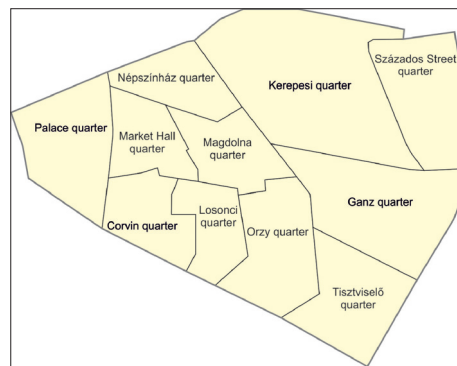 Százados Street
quarter
Népszínház quarter
Kerepesi quarter
Palace quarter
Market Hall
quarter
Magdolna
quarter
Ganz quarter
Losonci
quarter
Corvin quarter
Orzy quarter
Tisztviselő
quarter